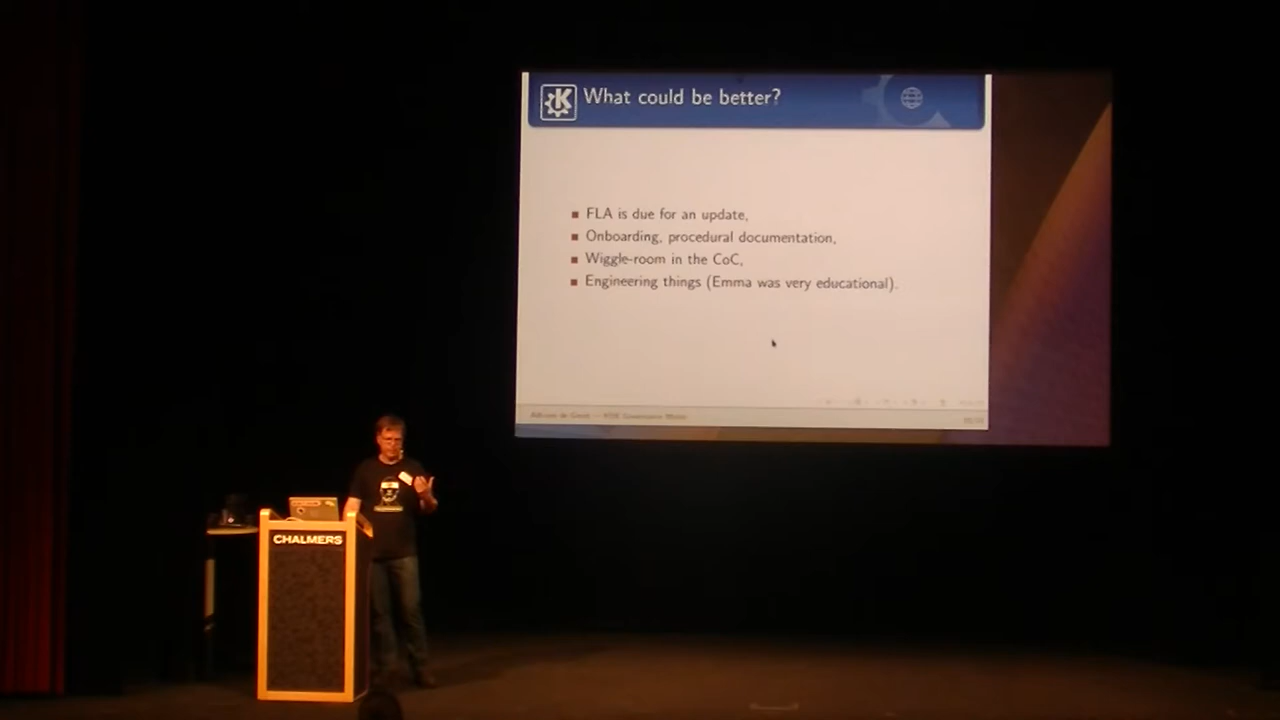 What could be better?
FLA is due for an update,
Onboarding, procedural documentation,
Wiggle-room in the CoC,
Engineering things (Emma was very educational).
CHALMERS